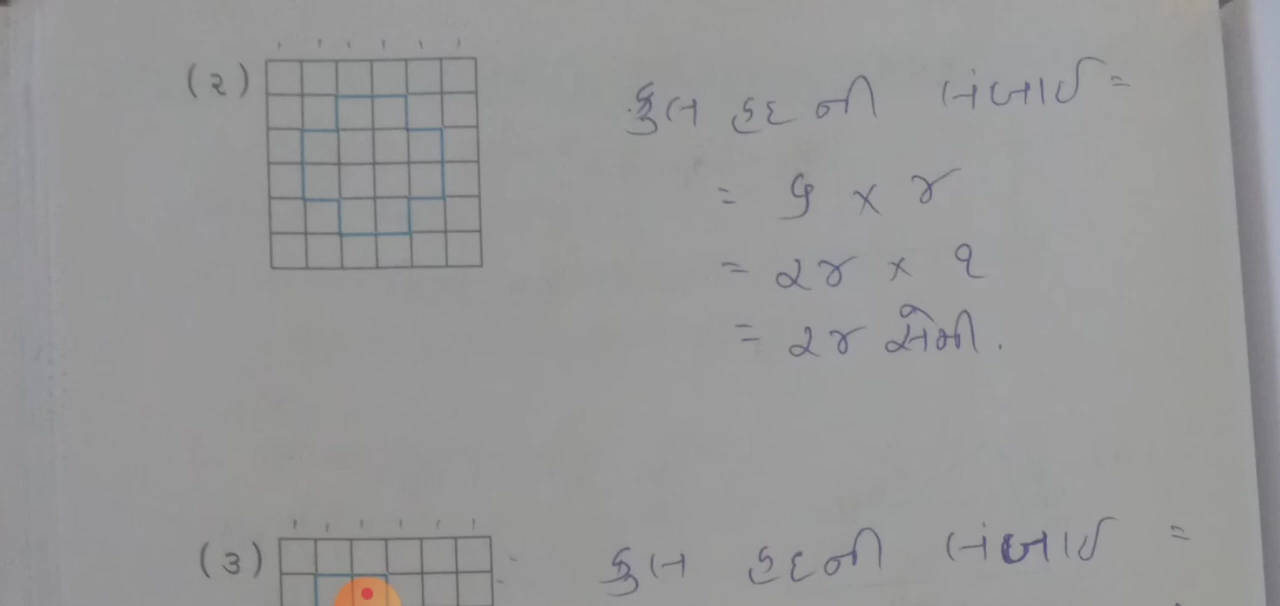 (૨) કુલ હદની લંબાઈ =
= ૬ × ૪
= ૨૪ × ૧
= ૨૪ સેમી.
(૩) કુલ હદની લંબાઈ =